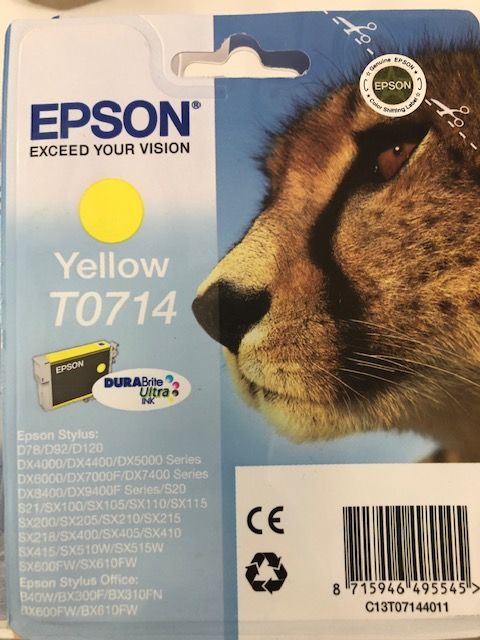 Genuine EPSON
EPSON
Color Shifting Label
EPSON®
EXCEED YOUR VISION
Yellow
T0714
EPSON
DURABrite
Ultra
INK
Epson Stylus:
D78/D92/D120
DX4000/DX4400/DX5000 Series
DX6000/DX7000F/DX7400 Series
DX8400/DX9400F Series/S20
S21/SX100/SX105/SX110/SX115
SX200/SX205/SX210/SX215
SX218/SX400/SX405/SX410
SX415/SX510W/SX515W
SX600FW/SX610FW
Epson Stylus Office:
B40W/BX300F/BX310FN
BX600FW/BX610FW
CE
8 715946 495545 >
C13T07144011